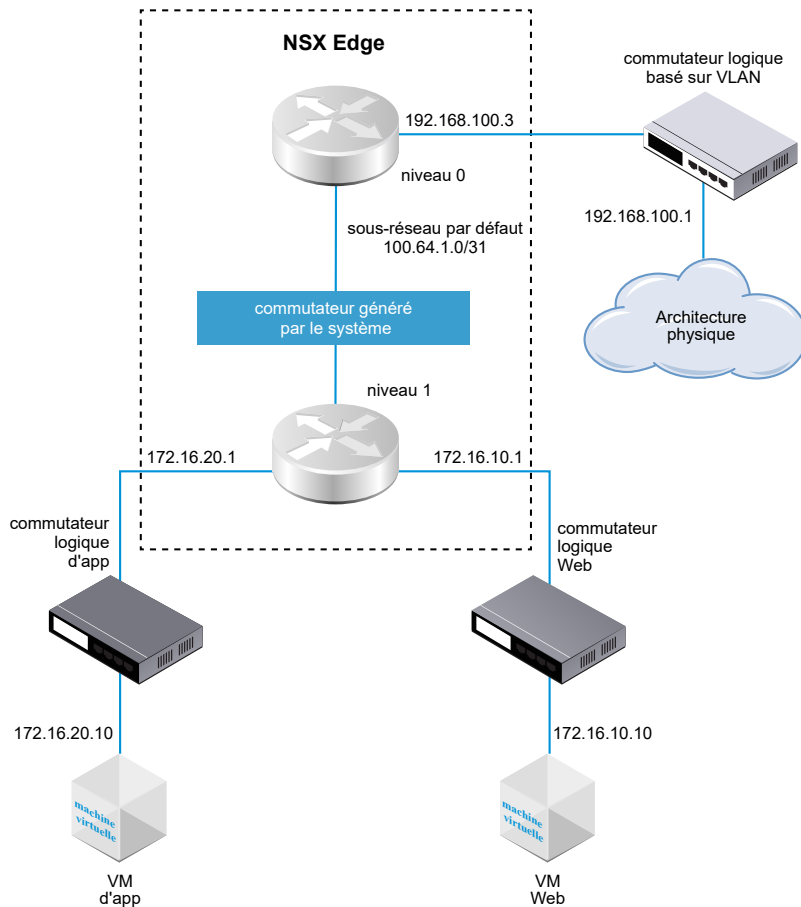 NSX Edge
commutateur logique
basé sur VLAN
192.168.100.3
niveau 0
192.168.100.1
sous-réseau par défaut
100.64.1.0/31
commutateur généré
par le système
Architecture
physique
niveau 1
172.16.20.1
172.16.10.1
commutateur
logique
d'app
commutateur
logique
Web
172.16.20.10
172.16.10.10
machine
virtuelle
machine
virtuelle
VM
d'app
VM
Web